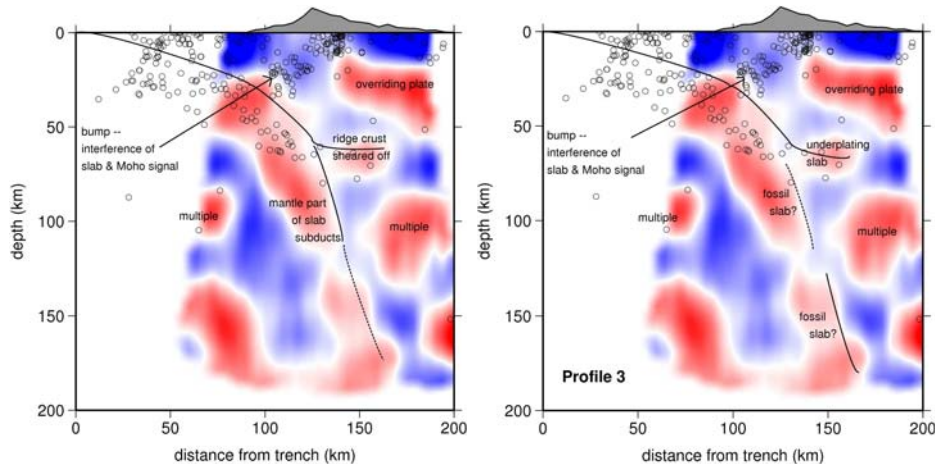 0
50
100
150
200
depth (km)
0
50
100
150
200
distance from trench (km)
overriding plate
bump --
interference of
slab & Moho signal
ridge crust
sheared off
multiple
mantle part
of slab
subducts
multiple
0
50
100
150
200
depth (km)
0
50
100
150
200
distance from trench (km)
overriding plate
bump --
interference of
slab & Moho signal
underplating
slab
multiple
fossil
slab?
multiple
fossil
slab?
Profile 3